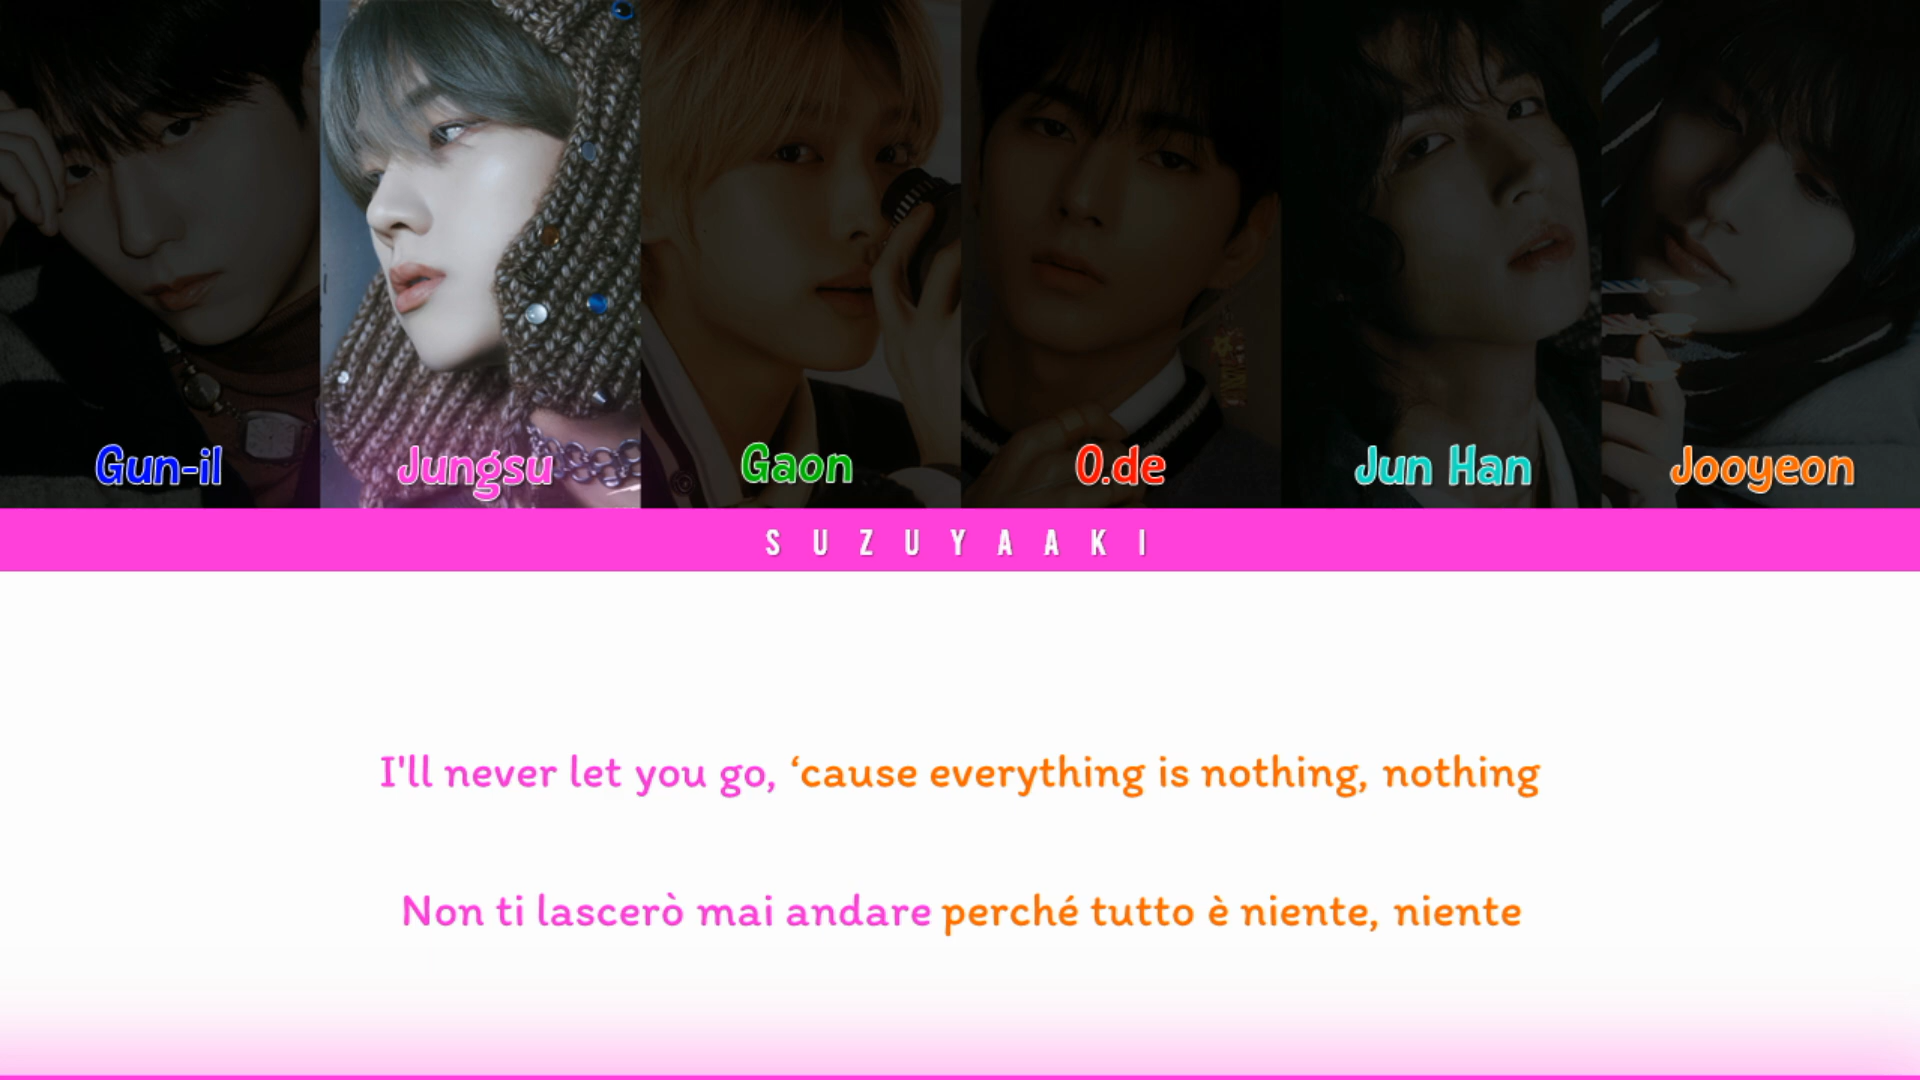 Gun-il Jungsu Gaon O.de Jun Han Jooyeon
SUZUYAAKI
I'll never let you go, ‘cause everything is nothing, nothing
Non ti lascerò mai andare perché tutto è niente, niente